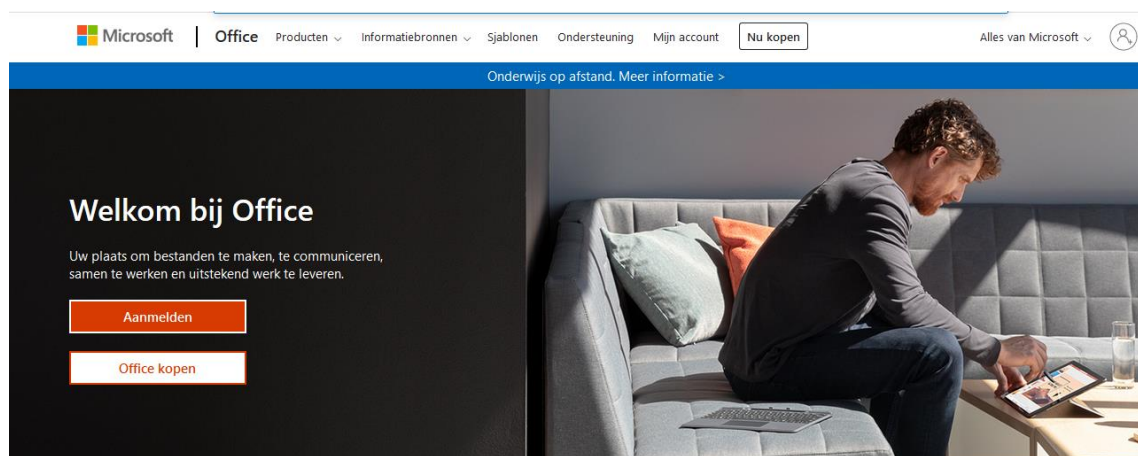 Microsoft Office Producten Informatiebronnen Sjablonen Ondersteuning Mijn account Nu kopen Alles van Microsoft
Onderwijs op afstand. Meer informatie >
Welkom bij Office
Uw plaats om bestanden te maken, te communiceren,
samen te werken en uitstekend werk te leveren.
Aanmelden
Office kopen